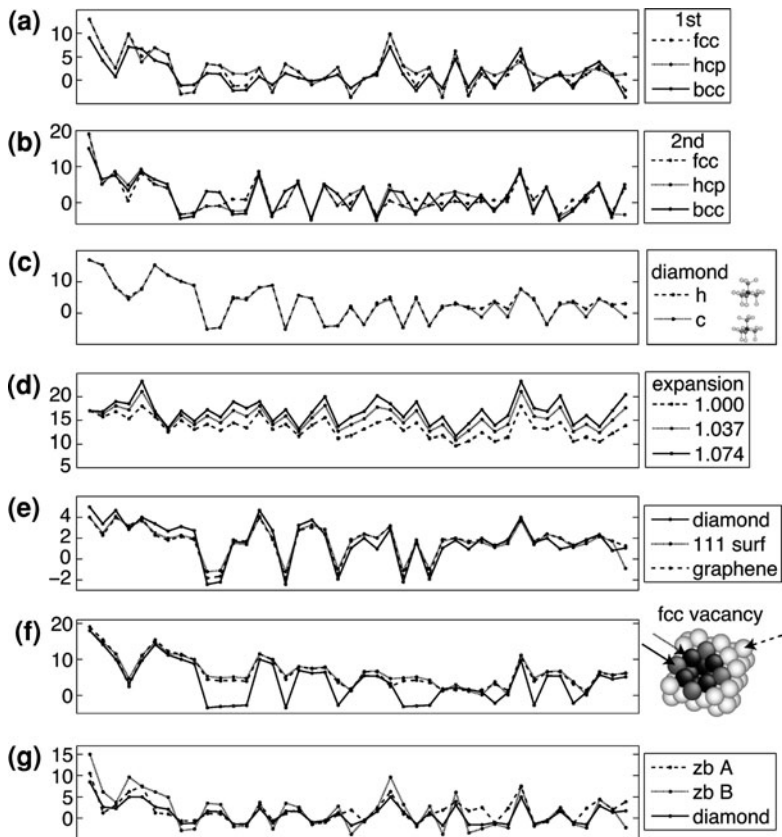 (a)
10
5
0
1st
fcc
hcp
bcc
(b)
20
10
0
2nd
fcc
hcp
bcc
(c)
10
0
diamond
h
c
(d)
20
15
10
5
expansion
1.000
1.037
1.074
(e)
4
2
0
−2
diamond
111 surf
graphene
(f)
20
10
0
fcc vacancy
(g)
15
10
5
0
zb A
zb B
diamond